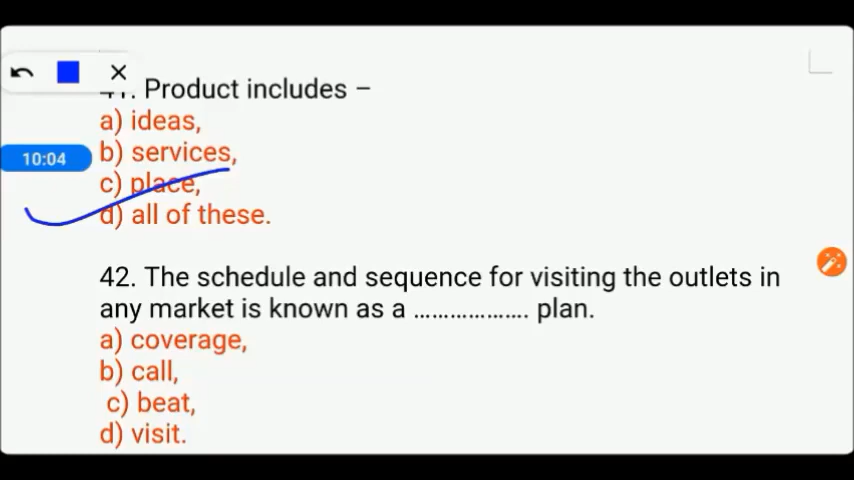 41. Product includes –
a) ideas,
10:04
b) services,
c) place,
d) all of these.
42. The schedule and sequence for visiting the outlets in
any market is known as a ................... plan.
a) coverage,
b) call,
c) beat,
d) visit.